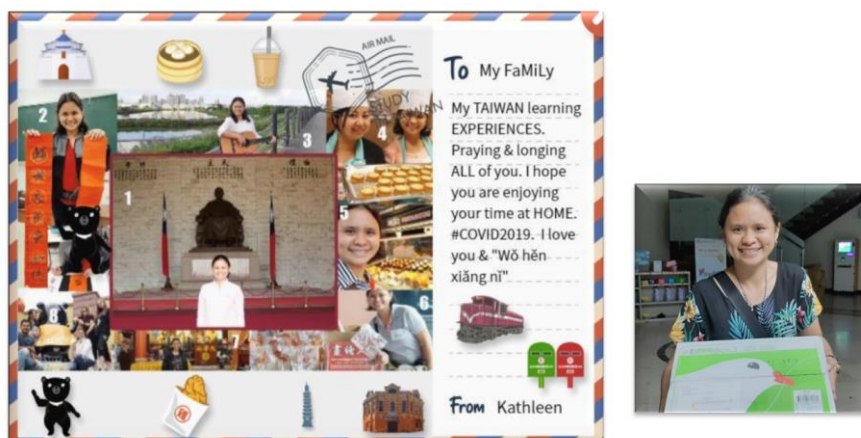 AIR MAIL
STUDY
TAIWAN
To My FaMiLy
My TAIWAN learning
EXPERIENCES.
Praying & longing
ALL of you. I hope
you are enjoying
your time at HOME.
#COVID2019. I love
you & "Wǒ hěn
xiǎng nǐ"
From Kathleen
2
3
4
1
5
8
7
6